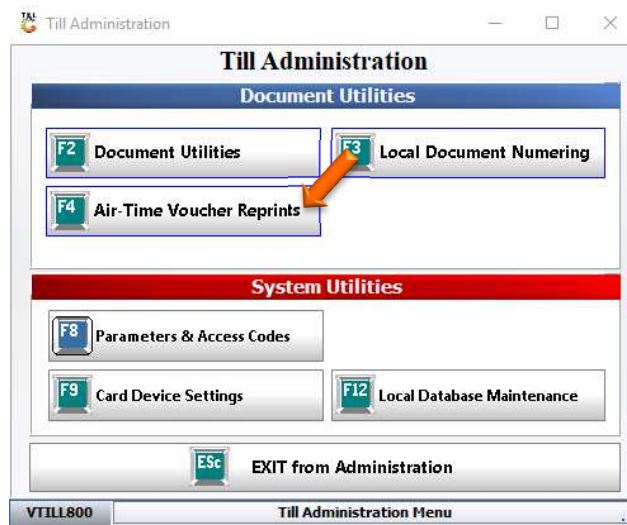 Till Administration
Till Administration
Document Utilities
F2 Document Utilities
F3 Local Document Numering
F4 Air-Time Voucher Reprints
System Utilities
F8 Parameters & Access Codes
F9 Card Device Settings
F12 Local Database Maintenance
ESc EXIT from Administration
VTILL800
Till Administration Menu